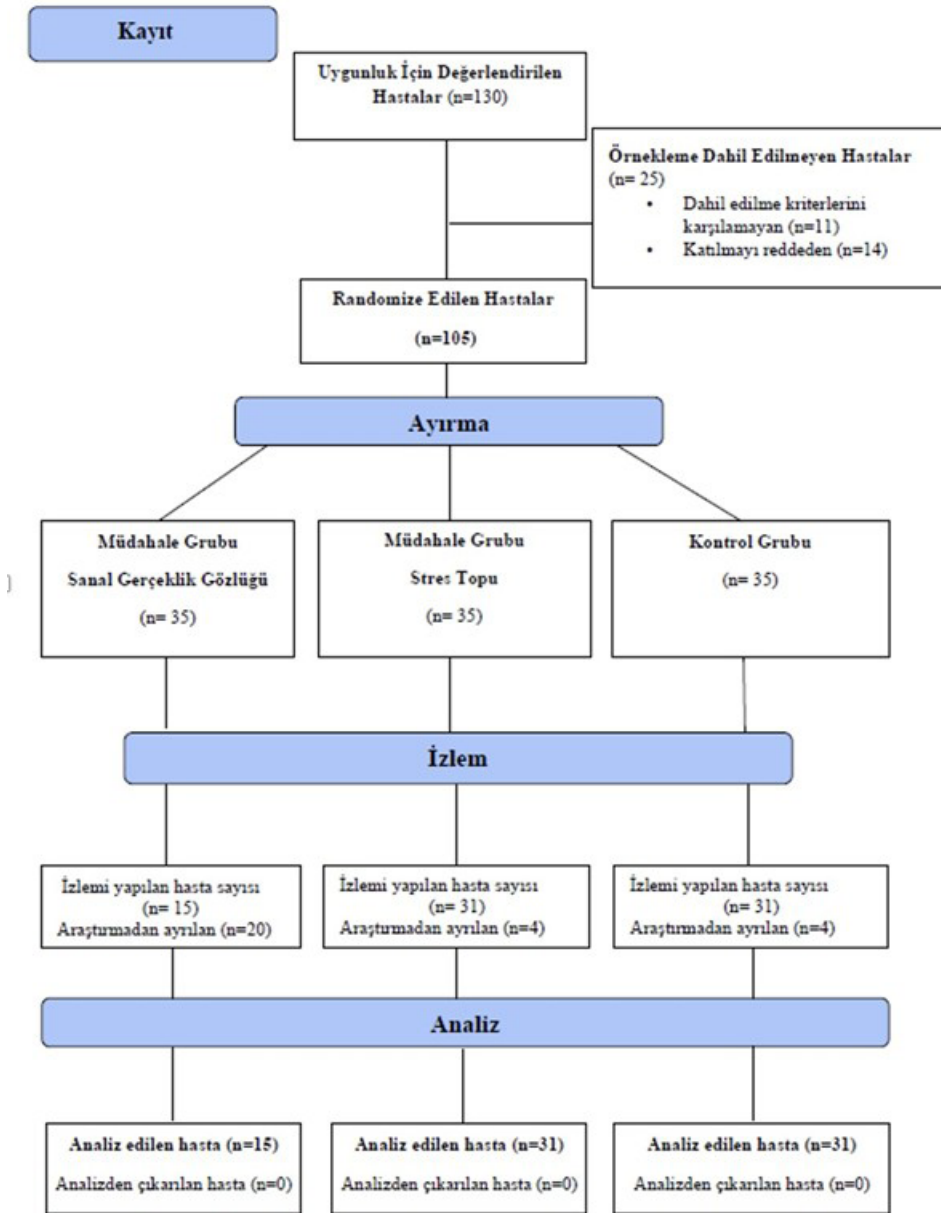 Kayıt
Uygunluk İçin Değerlendirilen
Hastalar (n=130)
Örnekleme Dahil Edilmeyen Hastalar
(n= 25)
• Dahil edilme kriterlerini
karşılamayan (n=11)
• Katılmayı reddeden (n=14)
Randomize Edilen Hastalar
(n=105)
Ayırma
Müdahale Grubu
Sanal Gerçeklik Gözlüğü
(n= 35)
Müdahale Grubu
Stres Topu
(n= 35)
Kontrol Grubu
(n= 35)
İzlem
İzlemi yapılan hasta sayısı
(n= 15)
Araştırmadan ayrılan (n=20)
İzlemi yapılan hasta sayısı
(n= 31)
Araştırmadan ayrılan (n=4)
İzlemi yapılan hasta sayısı
(n= 31)
Araştırmadan ayrılan (n=4)
Analiz
Analiz edilen hasta (n=15)
Analizden çıkarılan hasta (n=0)
Analiz edilen hasta (n=31)
Analizden çıkarılan hasta (n=0)
Analiz edilen hasta (n=31)
Analizden çıkarılan hasta (n=0)